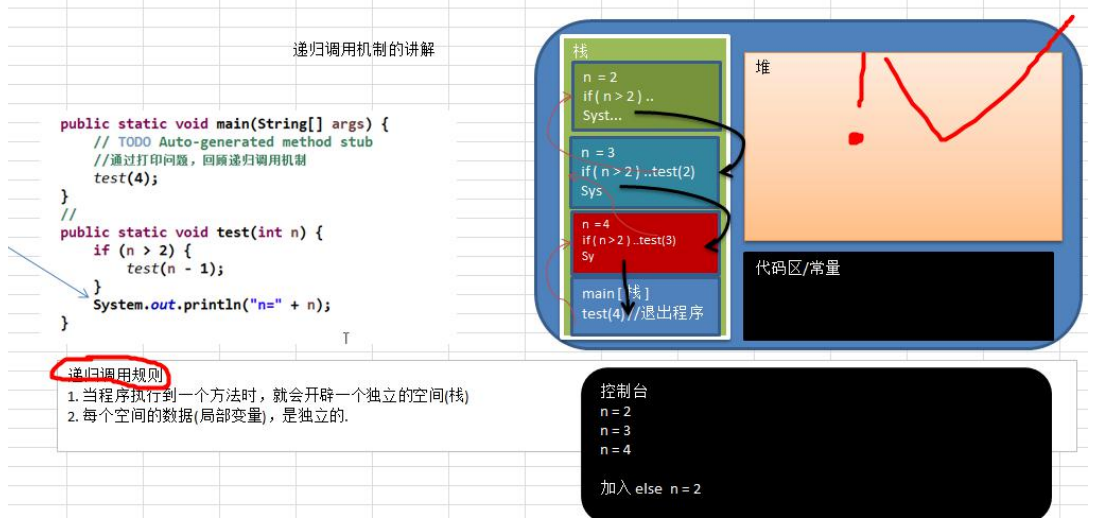 递归调用机制的讲解
public static void main(String[] args) {
// TODO Auto-generated method stub
//通过打印问题，回顾递归调用机制
test(4);
}
//
public static void test(int n) {
if (n > 2) {
test(n - 1);
}
System.out.println("n=" + n);
}
栈
n = 2
if( n > 2 ) ..
Syst...
n = 3
if( n > 2 ) ..test(2)
Sys
n =4
if( n>2 ) ..test(3)
Sy
main [ 栈 ]
test(4) //退出程序
堆
代码区/常量
递归调用规则
1. 当程序执行到一个方法时，就会开辟一个独立的空间(栈)
2. 每个空间的数据(局部变量)，是独立的.
控制台
n = 2
n = 3
n = 4
加入 else n = 2